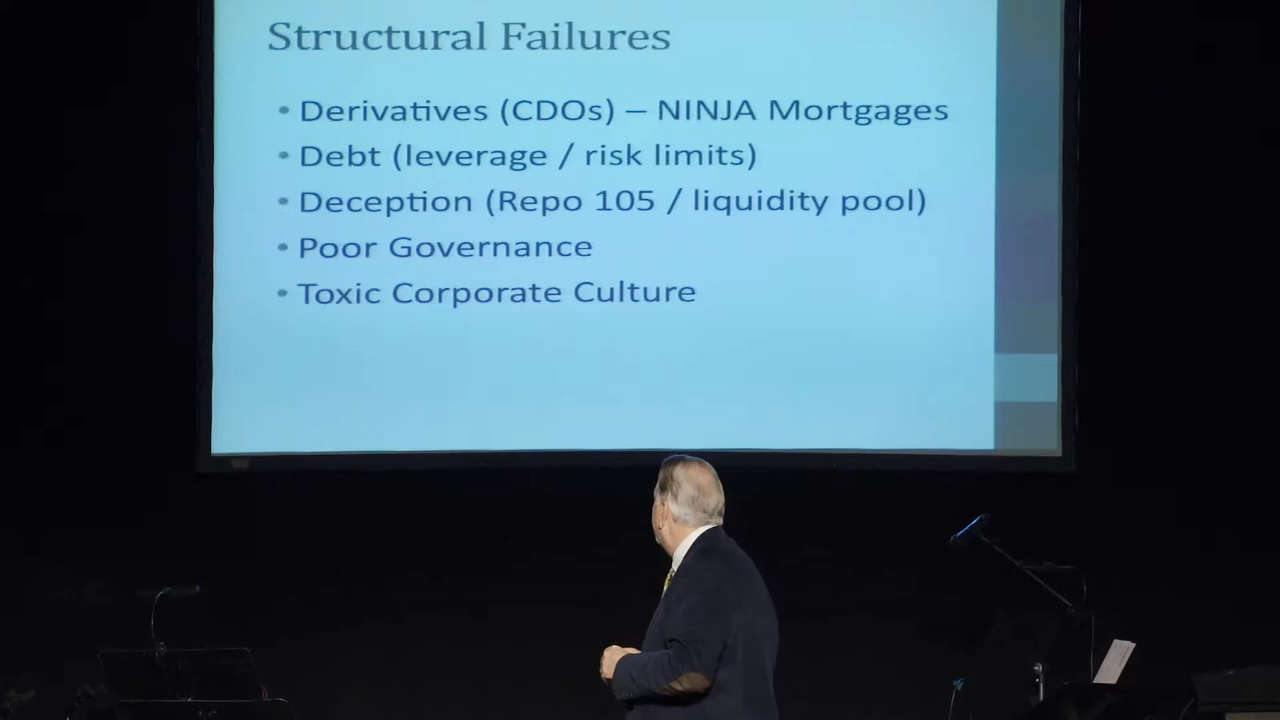 Structural Failures
• Derivatives (CDOs) – NINJA Mortgages
• Debt (leverage / risk limits)
• Deception (Repo 105 / liquidity pool)
• Poor Governance
• Toxic Corporate Culture